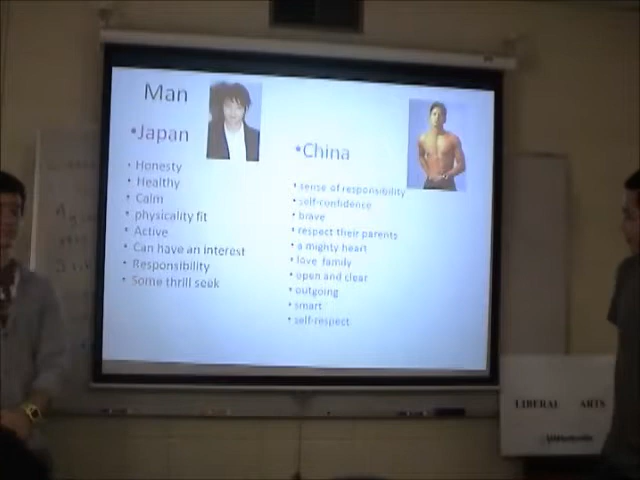 Man
•Japan
• Honesty
• Healthy
• Calm
• physicality fit
• Active
• Can have an interest
• Responsibility
• Some thrill seek
•China
• sense of responsibility
• self-confidence
• brave
• respect their parents
• a mighty heart
• love family
• open and clear
• outgoing
• smart
• self-respect
LIBERAL ARTS